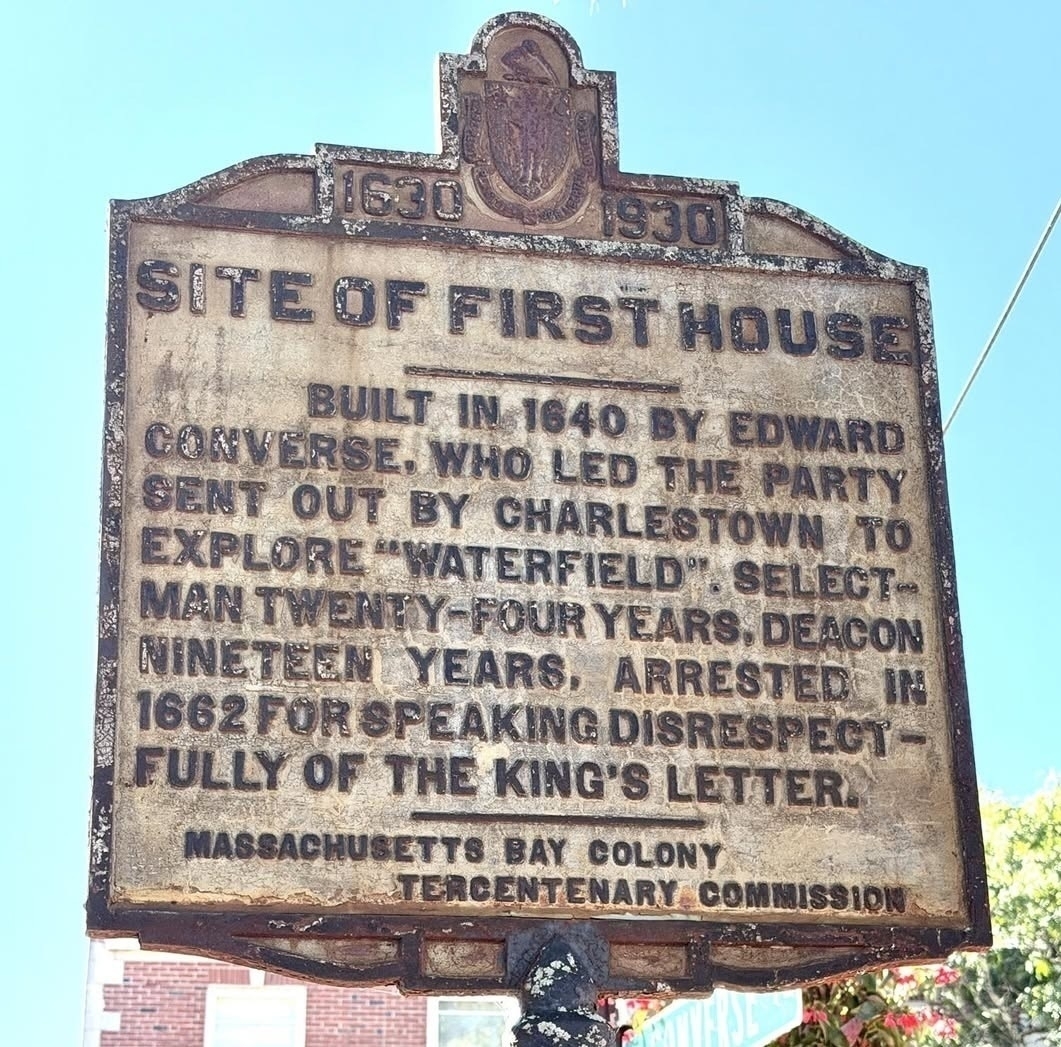 1630 1930
SITE OF FIRST HOUSE
BUILT IN 1640 BY EDWARD
CONVERSE, WHO LED THE PARTY
SENT OUT BY CHARLESTOWN TO
EXPLORE "WATERFIELD". SELECT-
MAN TWENTY-FOUR YEARS, DEACON
NINETEEN YEARS, ARRESTED IN
1662 FOR SPEAKING DISRESPECT-
FULLY OF THE KING'S LETTER.
MASSACHUSETTS BAY COLONY
TERCENTENARY COMMISSION
CONVERSE